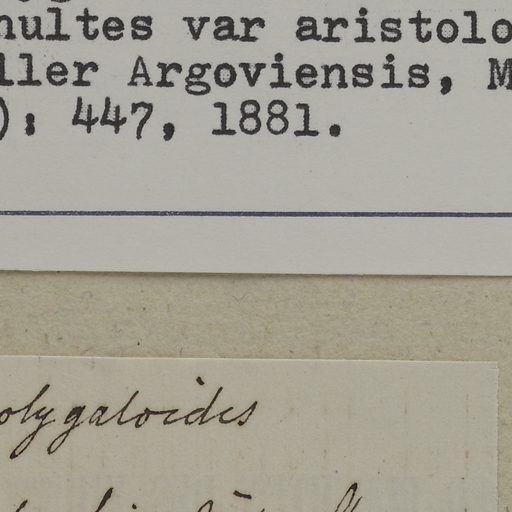 hultes var aristolo
ller Argoviensis, M
): 447, 1881.
olygaloides